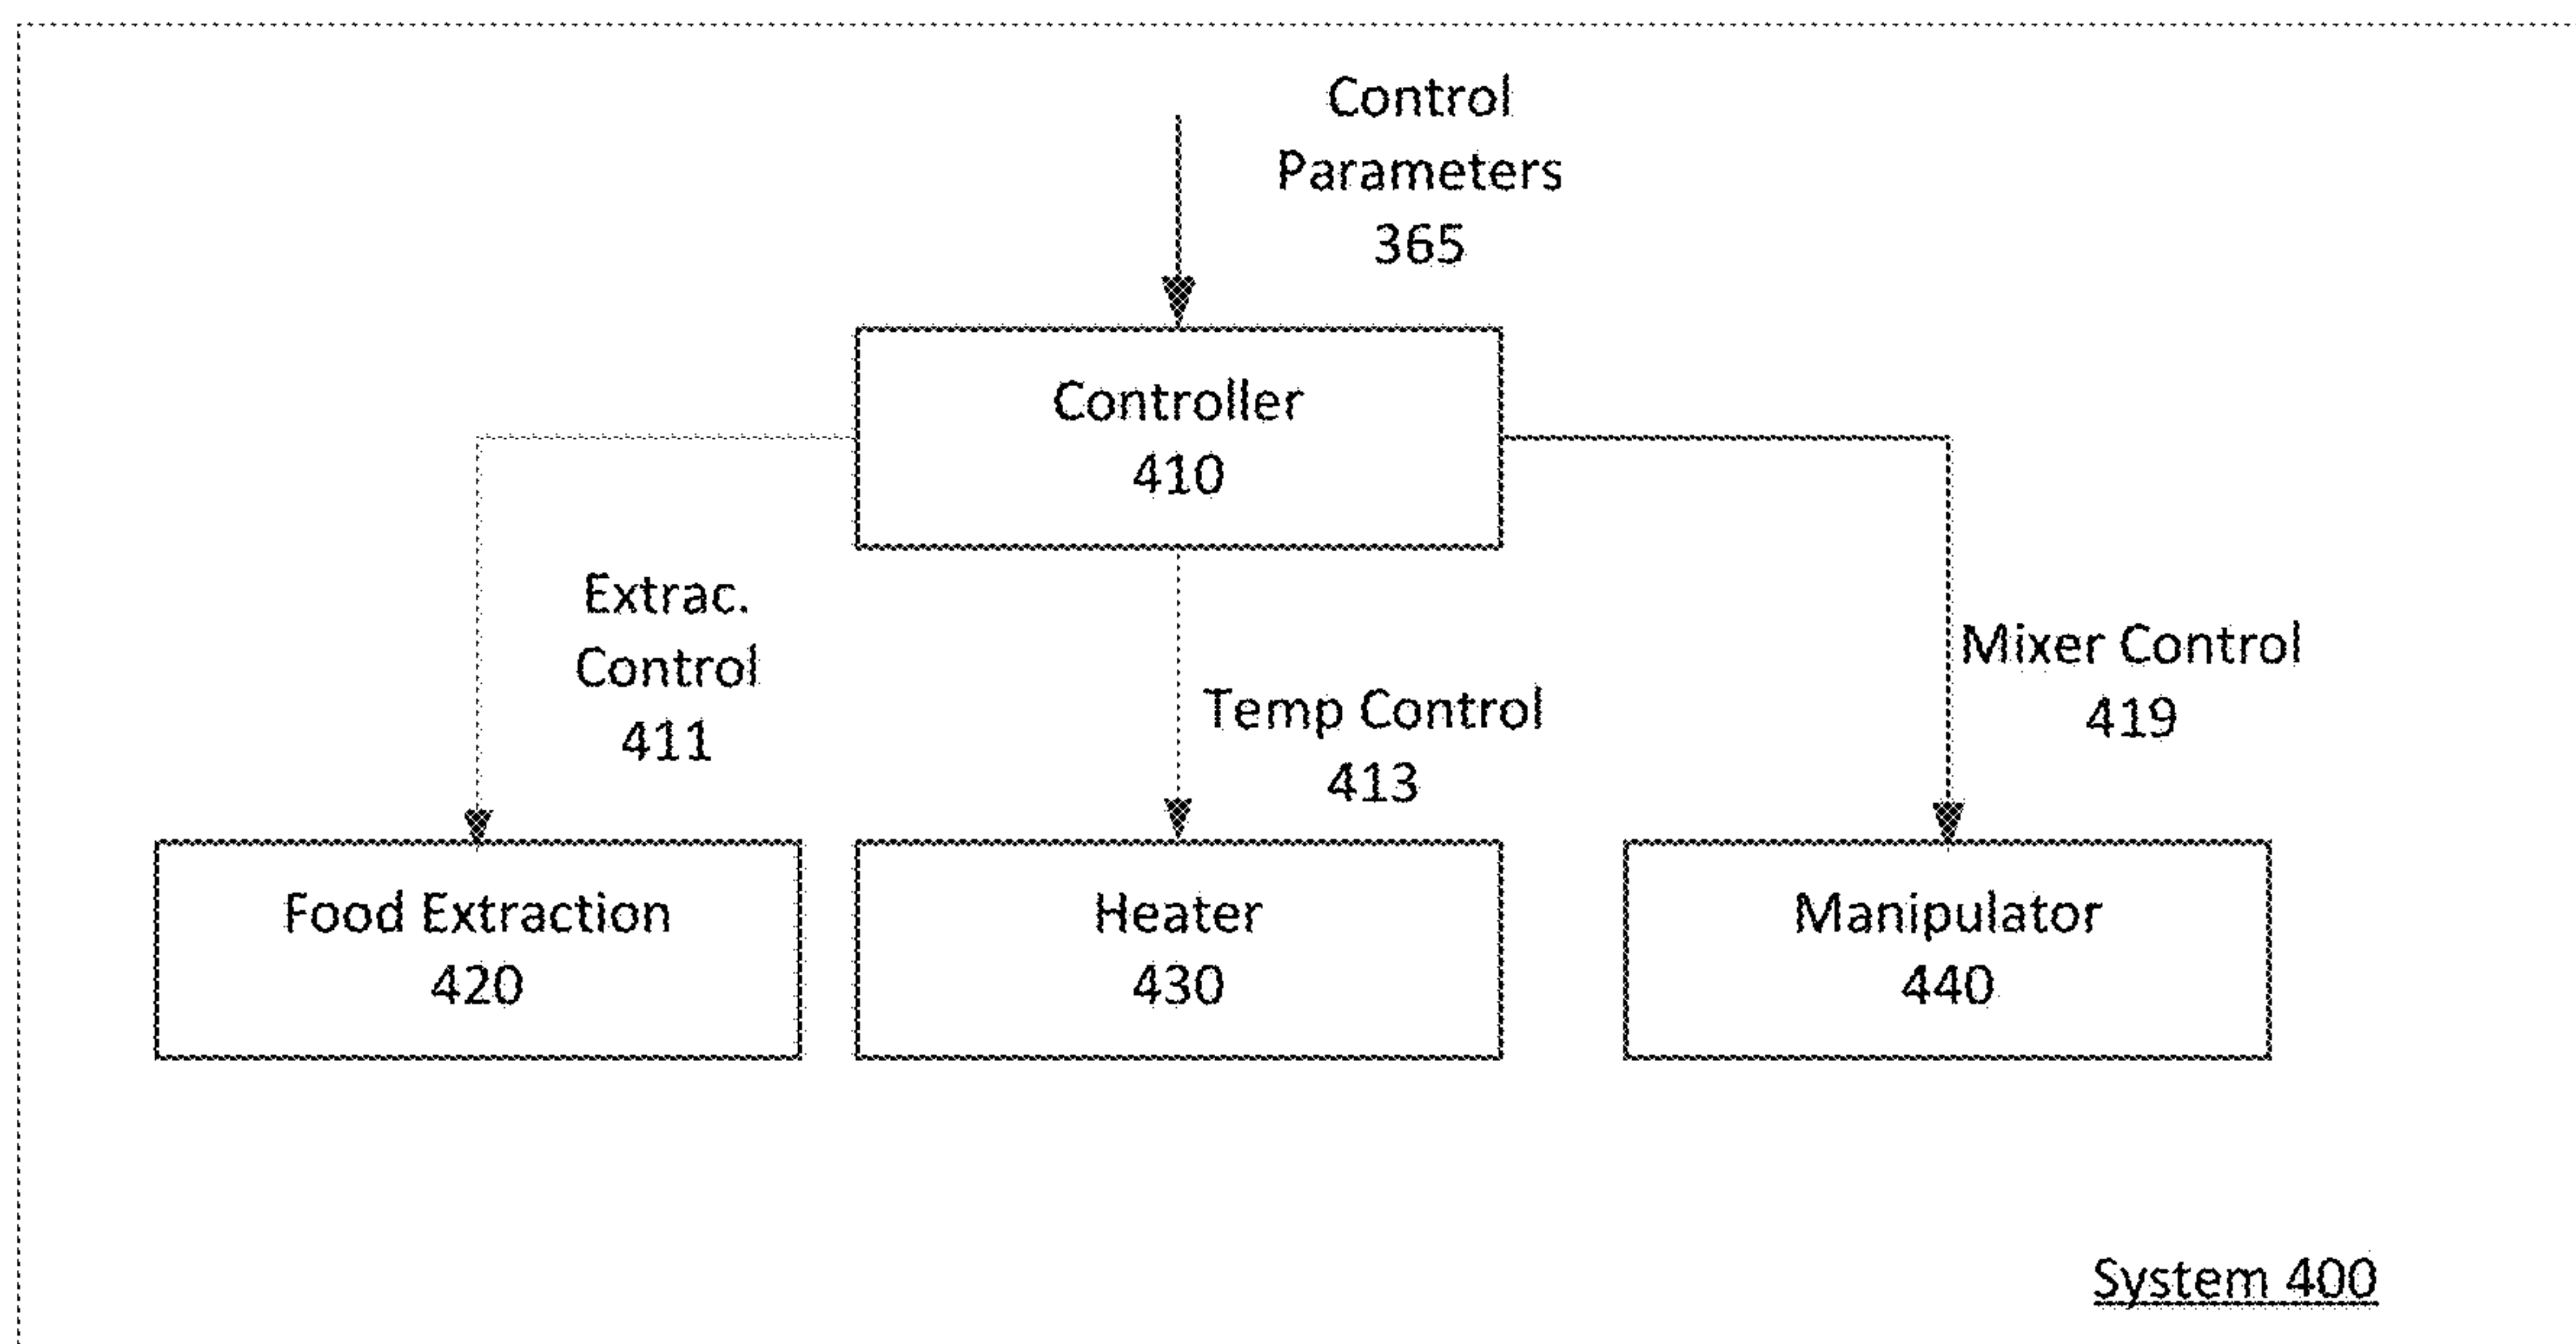 Control
Parameters
365
Controller
410
Extrac.
Control
411
Temp Control
413
Mixer Control
419
Food Extraction
420
Heater
430
Manipulator
440
System 400